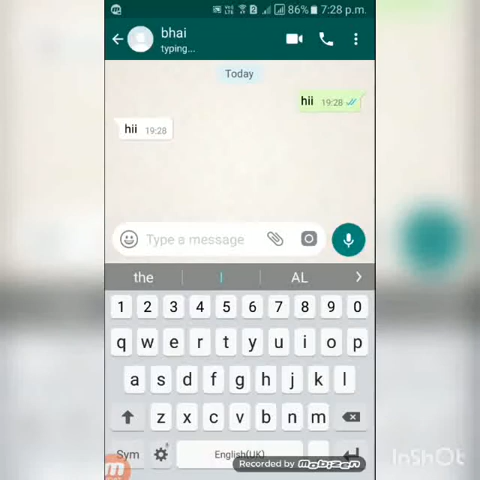 86% 7:28 p.m.
bhai
typing...
Today
hii 19:28
hii 19:28
Type a message
the I AL
1 2 3 4 5 6 7 8 9 0
q w e r t y u i o p
a s d f g h j k l
z x c v b n m
Sym English(UK)
Recorded by mobizen
InShOt